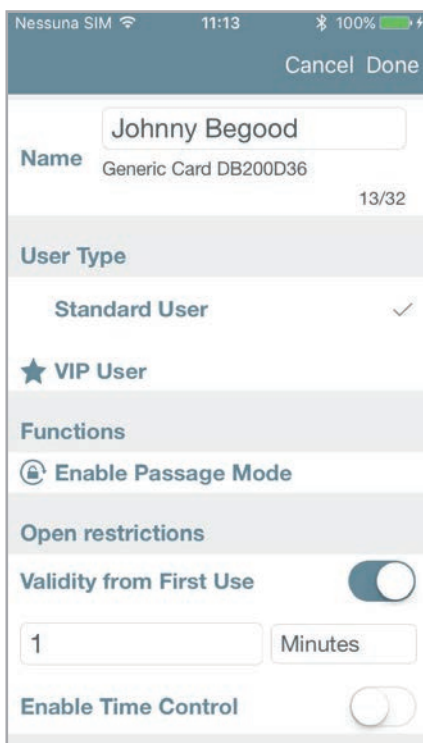 Nessuna SIM 11:13 100%
Cancel Done
Johnny Begood
Name
Generic Card DB200D36
13/32
User Type
Standard User
VIP User
Functions
Enable Passage Mode
Open restrictions
Validity from First Use
1 Minutes
Enable Time Control